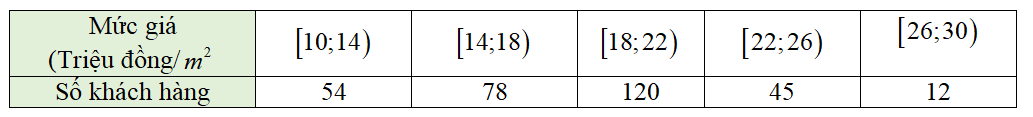 Mức giá
(Triệu đồng/ m² [10;14) [14;18) [18;22) [22;26) [26;30)
Số khách hàng 54 78 120 45 12